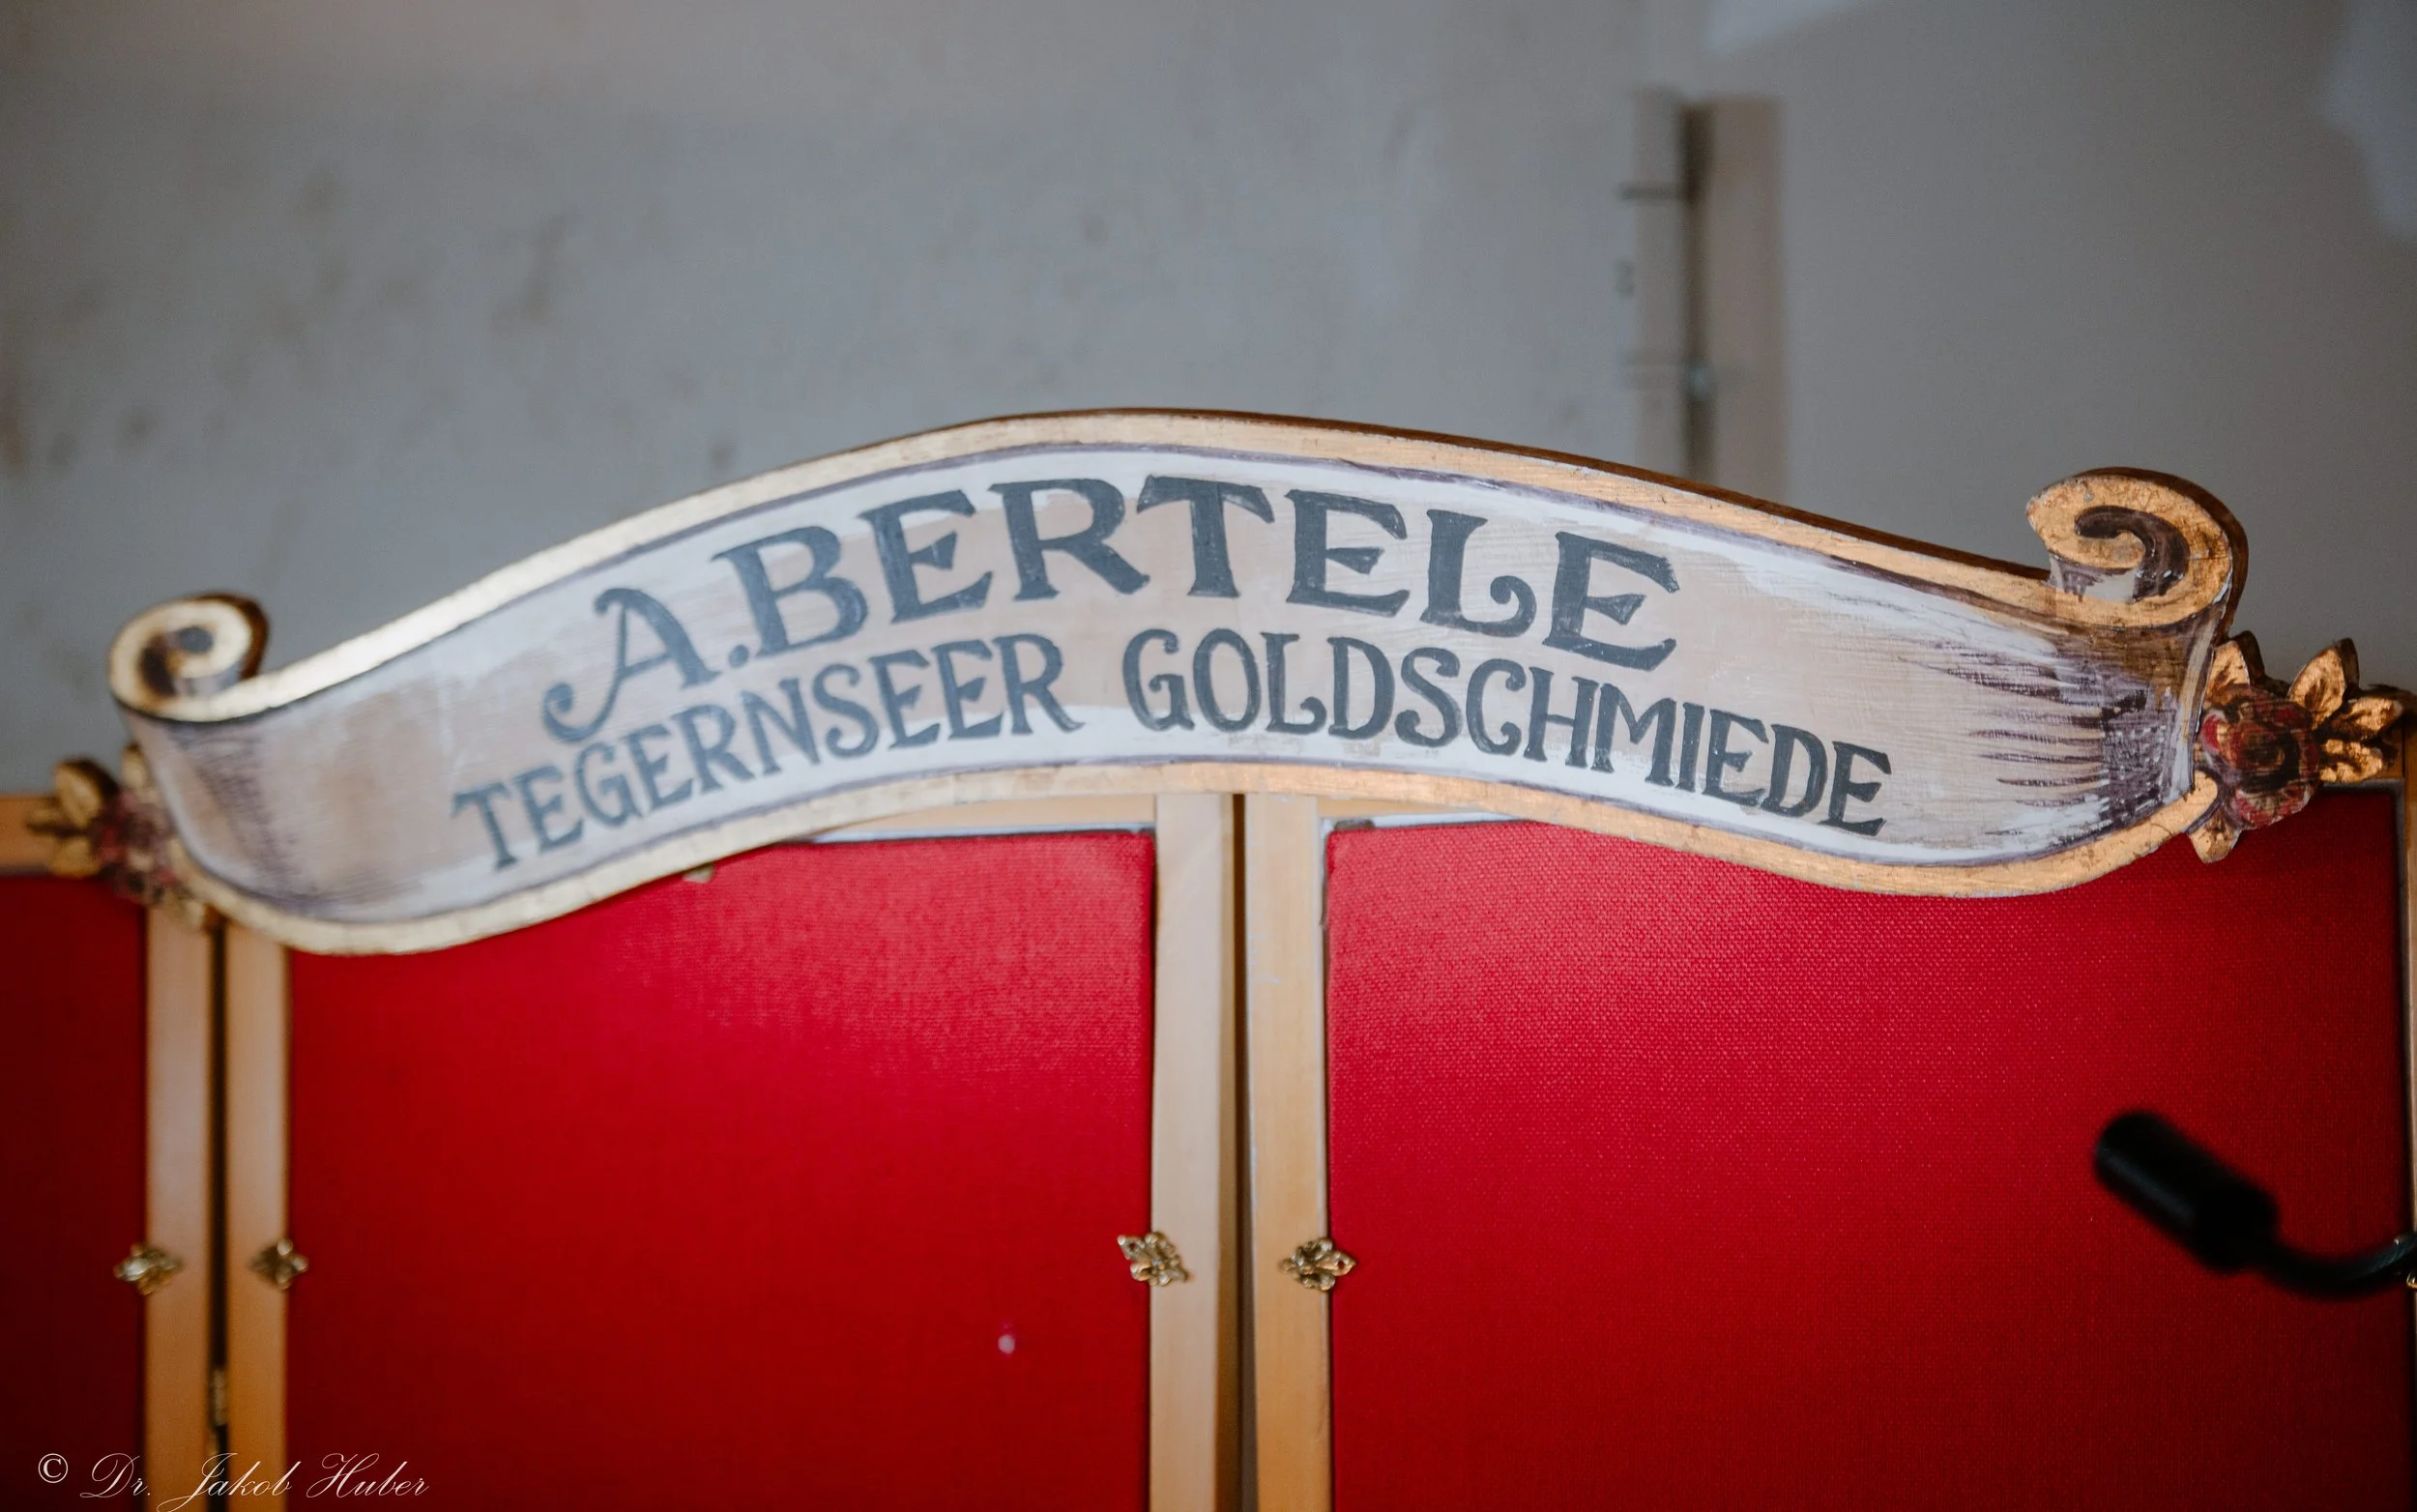 A. BERTELE
TEGERNSEER GOLDSCHMIEDE
© Dr. Jakob Huber